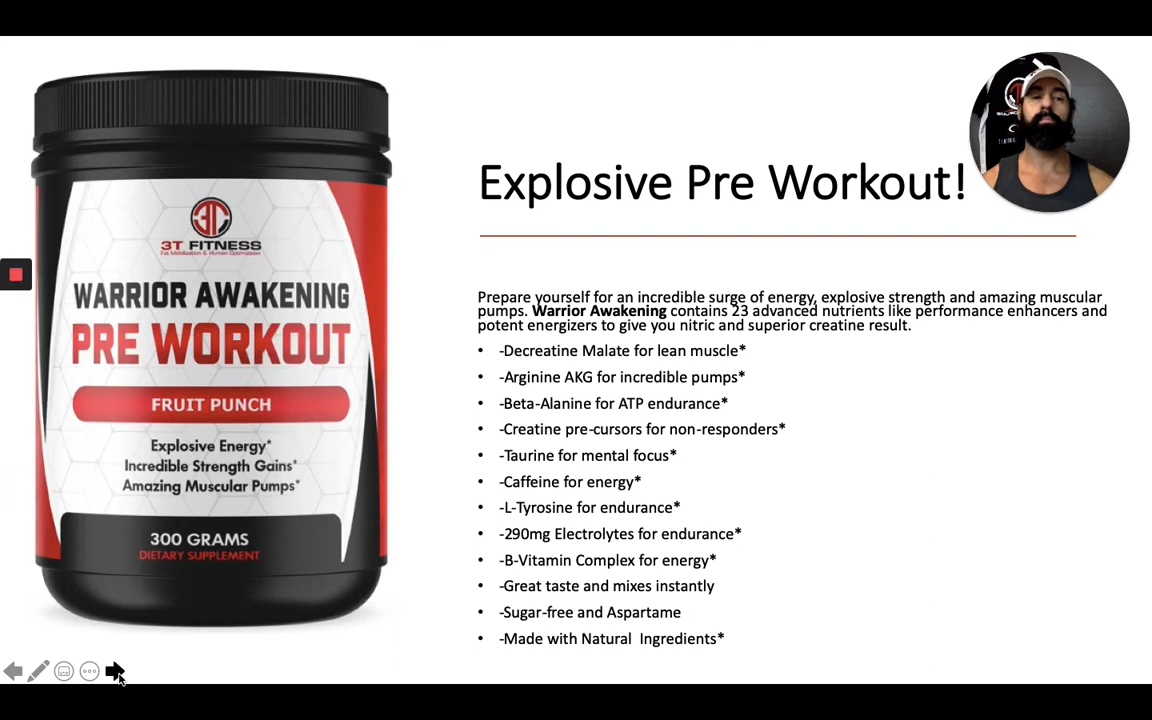 3T FITNESS
For Mobilization & Human Optimization
WARRIOR AWAKENING
PRE WORKOUT
FRUIT PUNCH
Explosive Energy*
Incredible Strength Gains*
Amazing Muscular Pumps*
300 GRAMS
DIETARY SUPPLEMENT
Explosive Pre Workout!
Prepare yourself for an incredible surge of energy, explosive strength and amazing muscular
pumps. Warrior Awakening contains 23 advanced nutrients like performance enhancers and
potent energizers to give you nitric and superior creatine result.
• -Decreatine Malate for lean muscle*
• -Arginine AKG for incredible pumps*
• -Beta-Alanine for ATP endurance*
• -Creatine pre-cursors for non-responders*
• -Taurine for mental focus*
• -Caffeine for energy*
• -L-Tyrosine for endurance*
• -290mg Electrolytes for endurance*
• -B-Vitamin Complex for energy*
• -Great taste and mixes instantly
• -Sugar-free and Aspartame
• -Made with Natural  Ingredients*